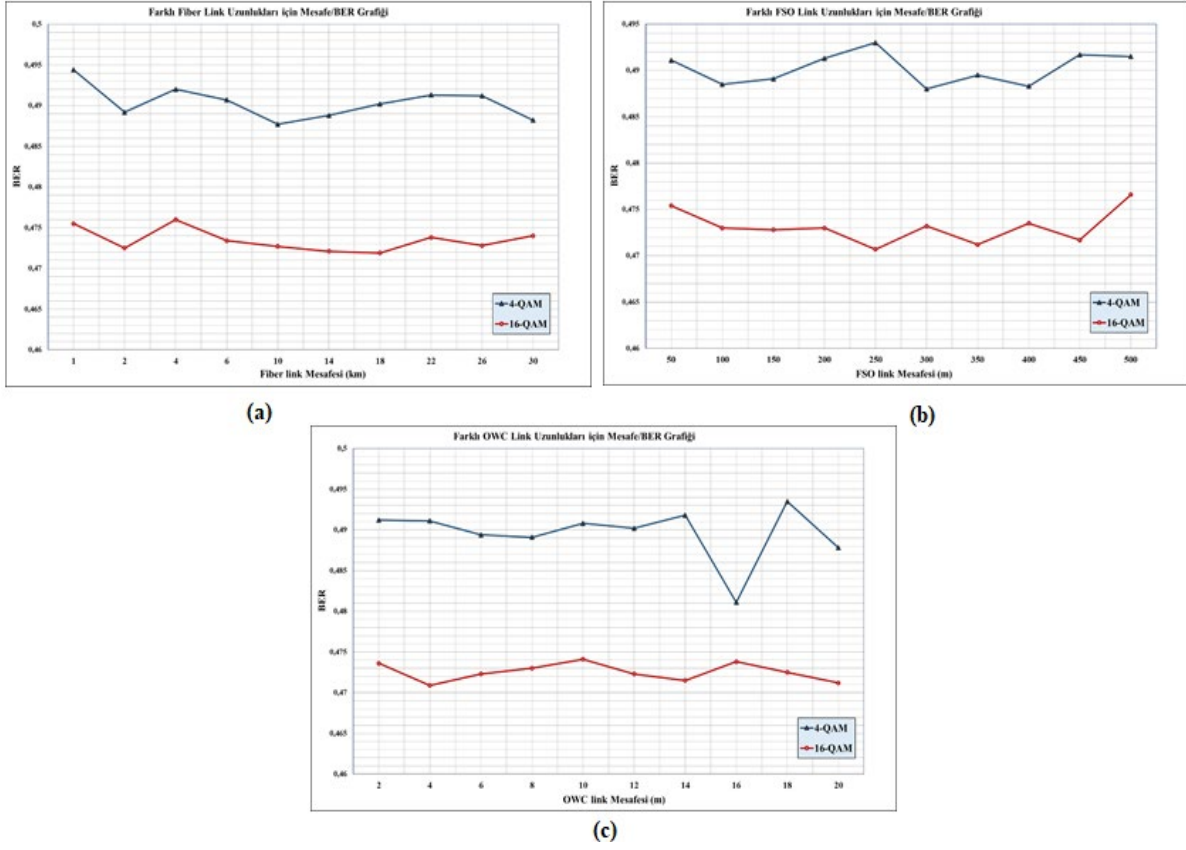 Farklı Fiber Link Uzunlukları için Mesafe/BER Grafiği
0,5
0,495
0,49
0,485
0,48
0,475
0,47
0,465
0,46
BER
4-QAM
16-QAM
1 2 4 6 10 14 18 22 26 30
Fiber link Mesafesi (km)
(a)
Farklı FSO Link Uzunlukları için Mesafe/BER Grafiği
0,495
0,49
0,485
0,48
0,475
0,47
0,465
0,46
BER
4-QAM
16-QAM
50 100 150 200 250 300 350 400 450 500
FSO link Mesafesi (m)
(b)
Farklı OWC Link Uzunlukları için Mesafe/BER Grafiği
0,5
0,495
0,49
0,485
0,48
0,475
0,47
0,465
0,46
BER
4-QAM
16-QAM
2 4 6 8 10 12 14 16 18 20
OWC link Mesafesi (m)
(c)